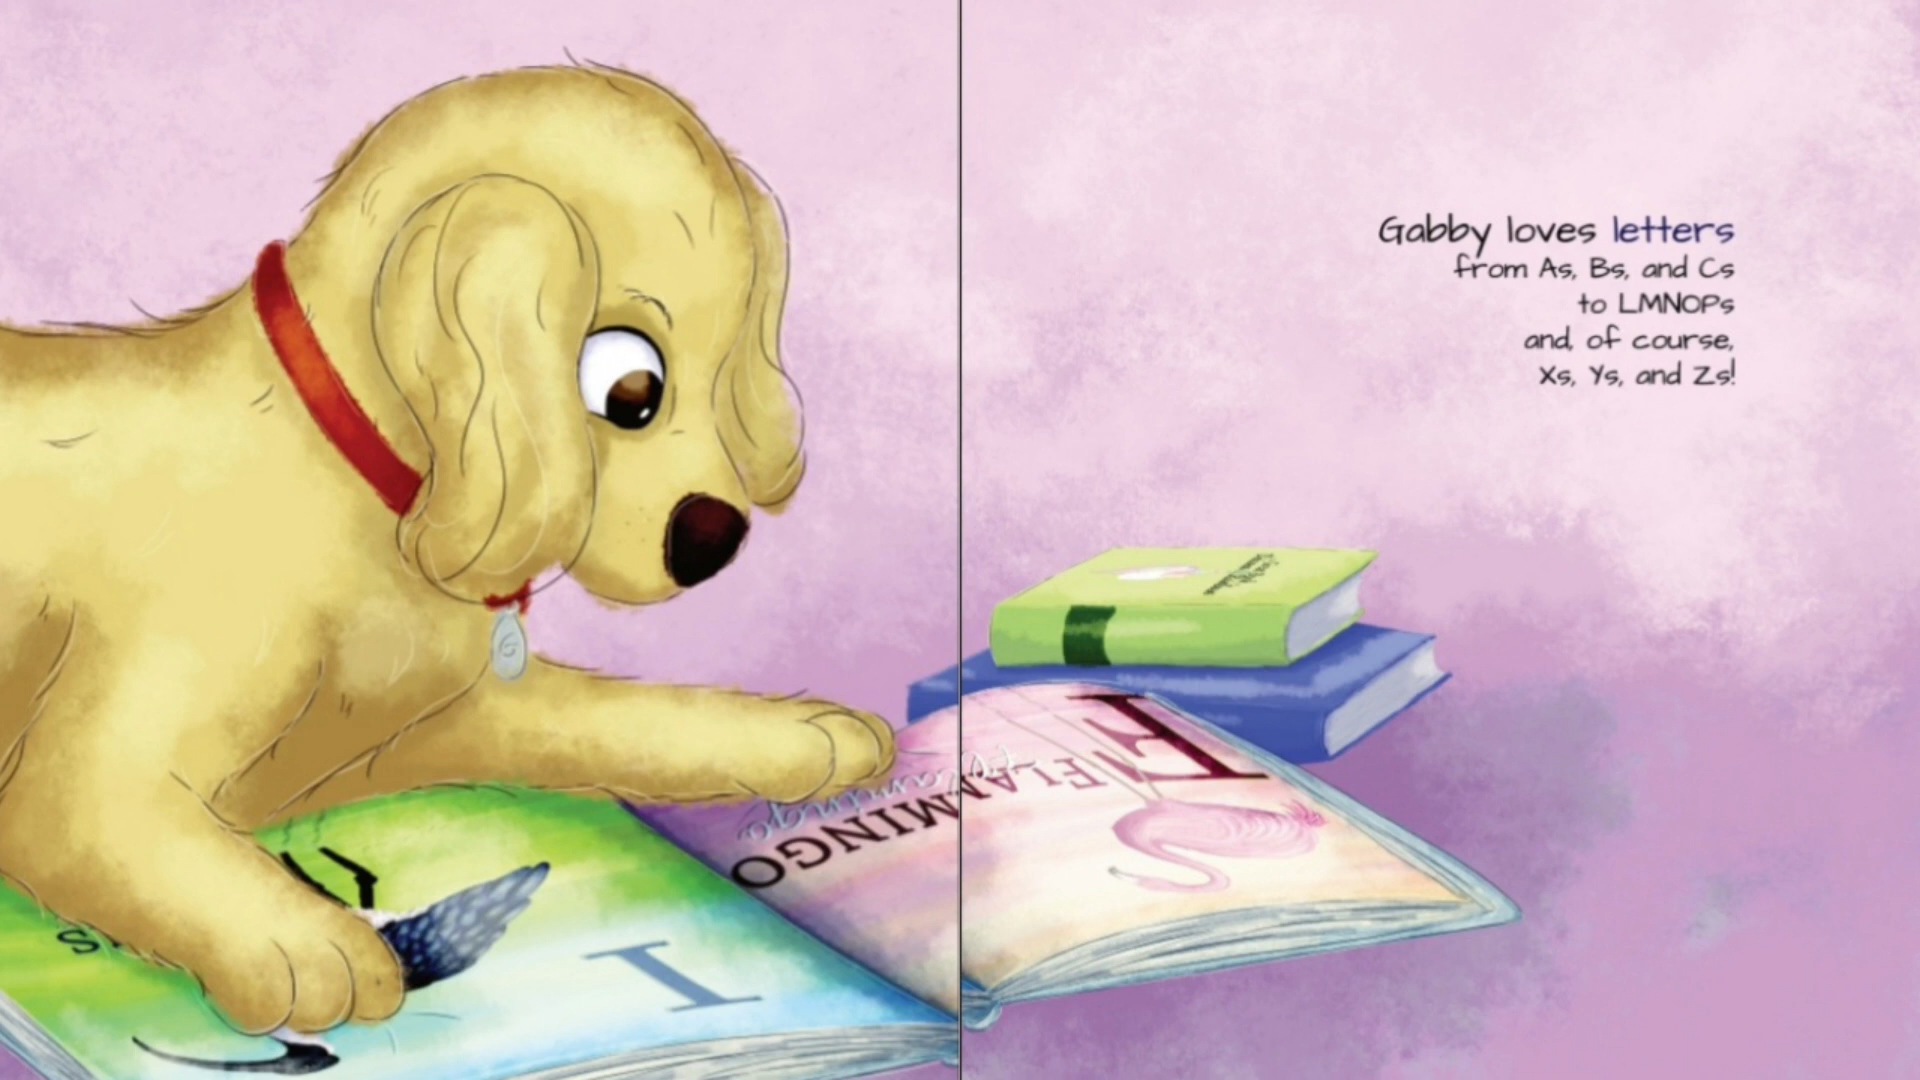 Gabby loves letters
from As, Bs, and Cs
to LMNOPs
and, of course,
Xs, Ys, and Zs!
F
FLAMINGO
flamingo
I
S
G